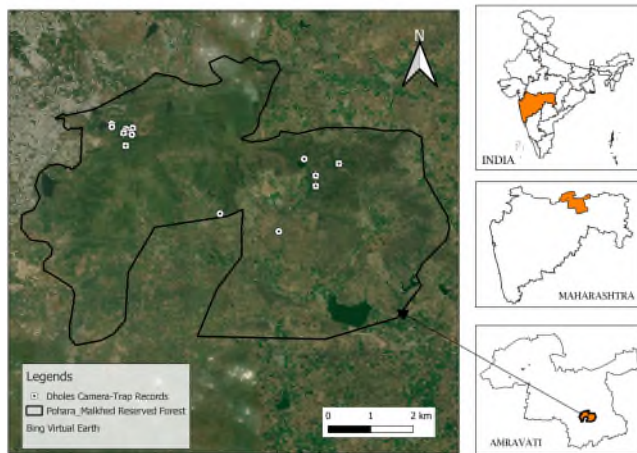 N
INDIA
MAHARASHTRA
AMRAVATI
Legends
Dholes Camera-Trap Records
Pohara_Malkhed Reserved Forest
Bing Virtual Earth
0 1 2 km